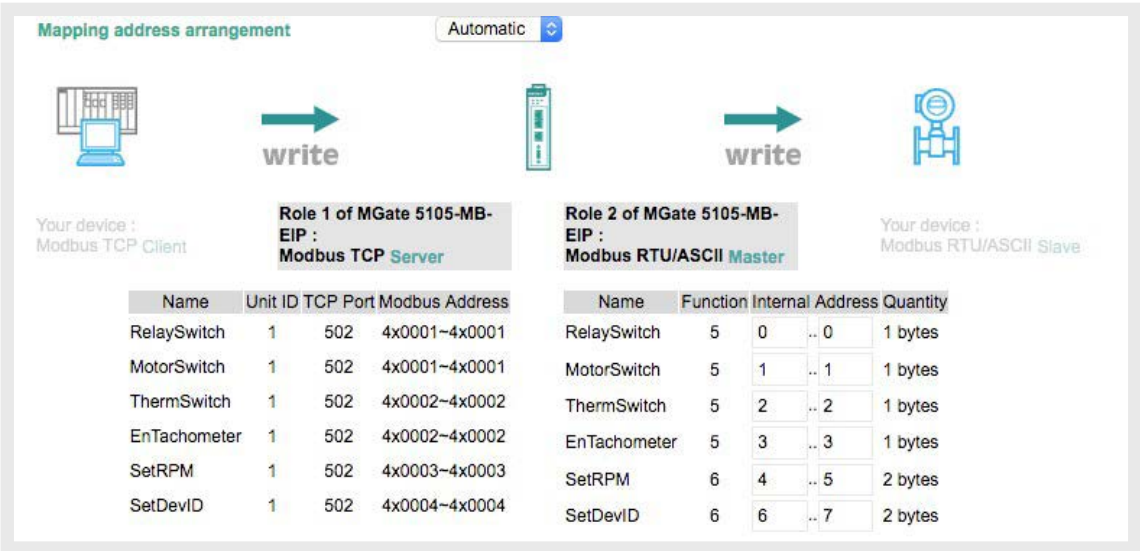 Mapping address arrangement Automatic
write write
Your device :
Modbus TCP Client
Role 1 of MGate 5105-MB-
EIP :
Modbus TCP Server
Role 2 of MGate 5105-MB-
EIP :
Modbus RTU/ASCII Master
Your device :
Modbus RTU/ASCII Slave
Name Unit ID TCP Port Modbus Address
RelaySwitch 1 502 4x0001~4x0001
MotorSwitch 1 502 4x0001~4x0001
ThermSwitch 1 502 4x0002~4x0002
EnTachometer 1 502 4x0002~4x0002
SetRPM 1 502 4x0003~4x0003
SetDevID 1 502 4x0004~4x0004
Name Function Internal Address Quantity
RelaySwitch 5 0 .. 0 1 bytes
MotorSwitch 5 1 .. 1 1 bytes
ThermSwitch 5 2 .. 2 1 bytes
EnTachometer 5 3 .. 3 1 bytes
SetRPM 6 4 .. 5 2 bytes
SetDevID 6 6 .. 7 2 bytes